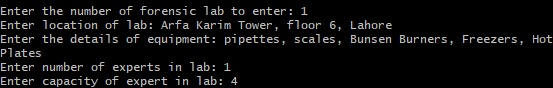 Enter the number of forensic lab to enter: 1
Enter location of lab: Arfa Karim Tower, floor 6, Lahore
Enter the details of equipment: pipettes, scales, Bunsen Burners, Freezers, Hot
Plates
Enter number of experts in lab: 1
Enter capacity of expert in lab: 4